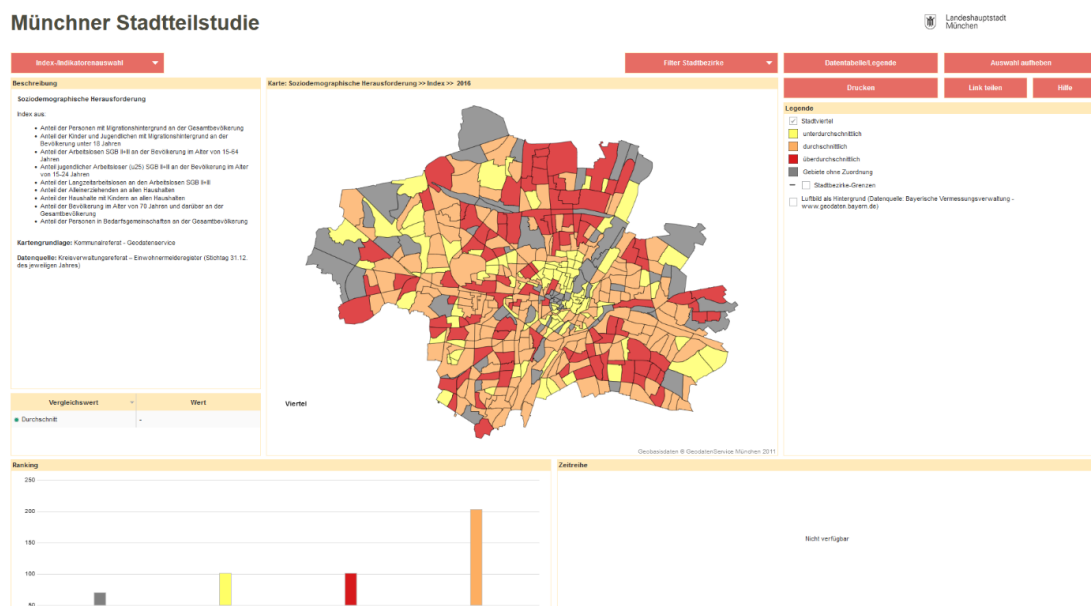 Münchner Stadtteilstudie
Landeshauptstadt
München
Index-/Indikatorenauswahl
Filter Stadtbezirke
Datentabelle/Legende
Auswahl aufheben
Drucken
Link teilen
Hilfe
Beschreibung
Soziodemographische Herausforderung
Index aus:
Anteil der Personen mit Migrationshintergrund an der Gesamtbevölkerung
Anteil der Kinder und Jugendlichen mit Migrationshintergrund an der
Bevölkerung unter 18 Jahren
Anteil der Arbeitslosen SGB II+III an der Bevölkerung im Alter von 15-64
Jahren
Anteil jugendlicher Arbeitsloser (u25) SGB II+III an der Bevölkerung im Alter
von 15-24 Jahren
Anteil der Langzeitarbeitslosen an den Arbeitslosen SGB II+III
Anteil der Alleinerziehenden an allen Haushalten
Anteil der Haushalte mit Kindern an allen Haushalten
Anteil der Bevölkerung im Alter von 70 Jahren und darüber an der
Gesamtbevölkerung
Anteil der Personen in Bedarfsgemeinschaften an der Gesamtbevölkerung
Kartengrundlage: Kommunalreferat - Geodatenservice
Datenquelle: Kreisverwaltungsreferat – Einwohnermelderegister (Stichtag 31.12.
des jeweiligen Jahres)
Vergleichswert
Wert
Durchschnitt
-
Karte: Soziodemographische Herausforderung >> Index >> 2016
Viertel
Geobasisdaten © GeodatenService München 2011
Legende
Stadtviertel
unterdurchschnittlich
durchschnittlich
überdurchschnittlich
Gebiete ohne Zuordnung
Stadtbezirke-Grenzen
Luftbild als Hintergrund (Datenquelle: Bayerische Vermessungsverwaltung -
www.geodaten.bayern.de)
Ranking
250
200
150
100
50
Zeitreihe
Nicht verfügbar